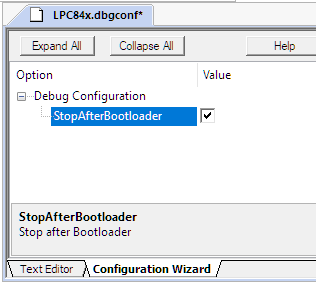 LPC84x.dbgconf*
Expand All Collapse All Help
Option Value
Debug Configuration
StopAfterBootloader
StopAfterBootloader
Stop after Bootloader
Text Editor Configuration Wizard